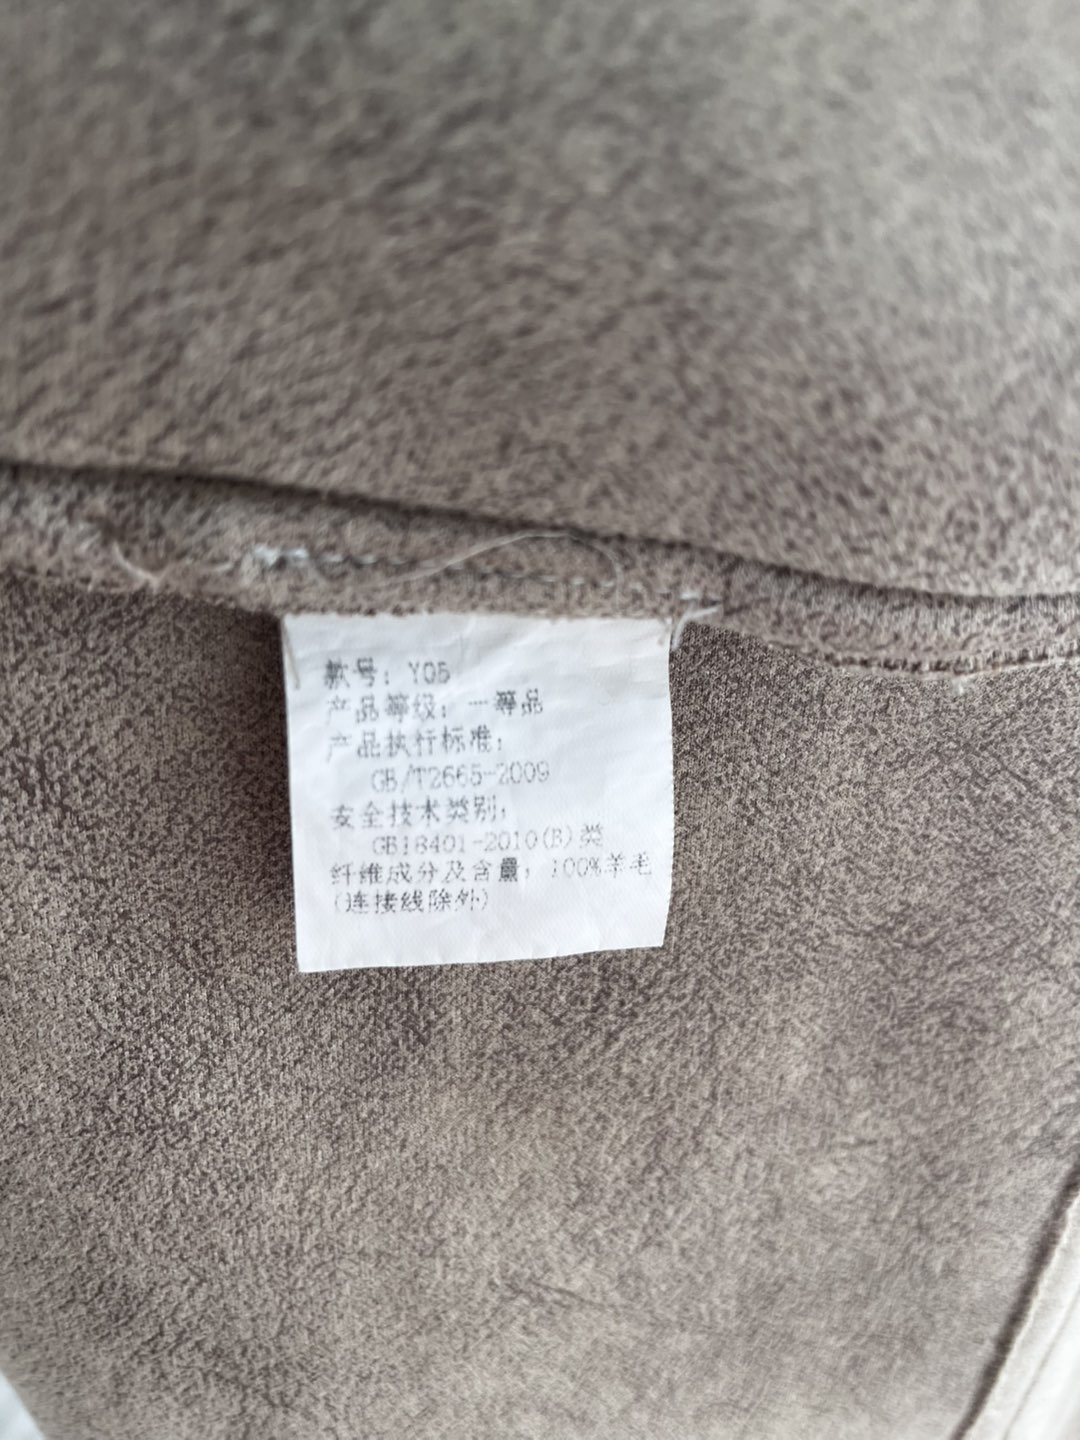 款号：Y05
产品等级：一等品
产品执行标准：
GB/T2665-2009
安全技术类别：
GB18401-2010(B)类
纤维成分及含量：100%羊毛
(连接线除外)